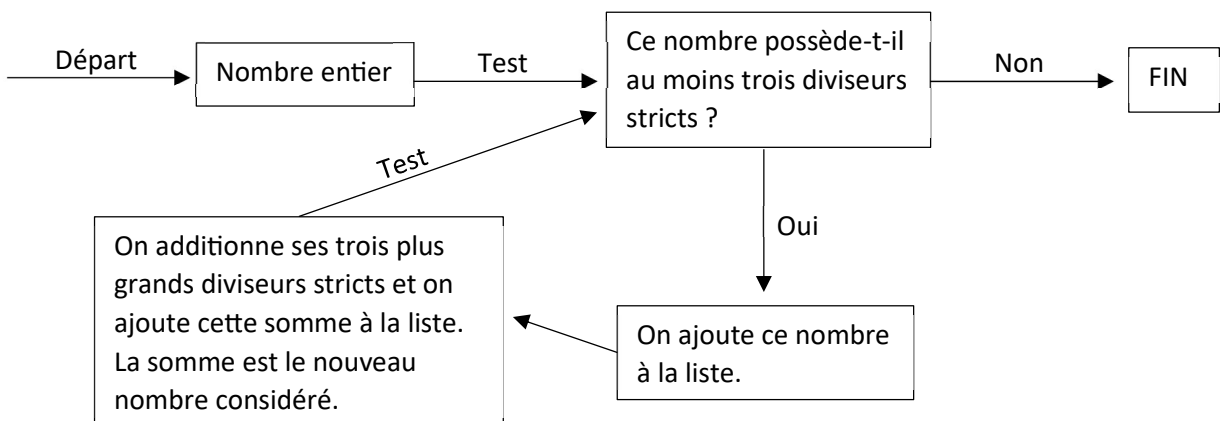 Départ
Nombre entier
Test
Ce nombre possède-t-il
au moins trois diviseurs
stricts ?
Non
FIN
Test
Oui
On additionne ses trois plus
grands diviseurs stricts et on
ajoute cette somme à la liste.
La somme est le nouveau
nombre considéré.
On ajoute ce nombre
à la liste.